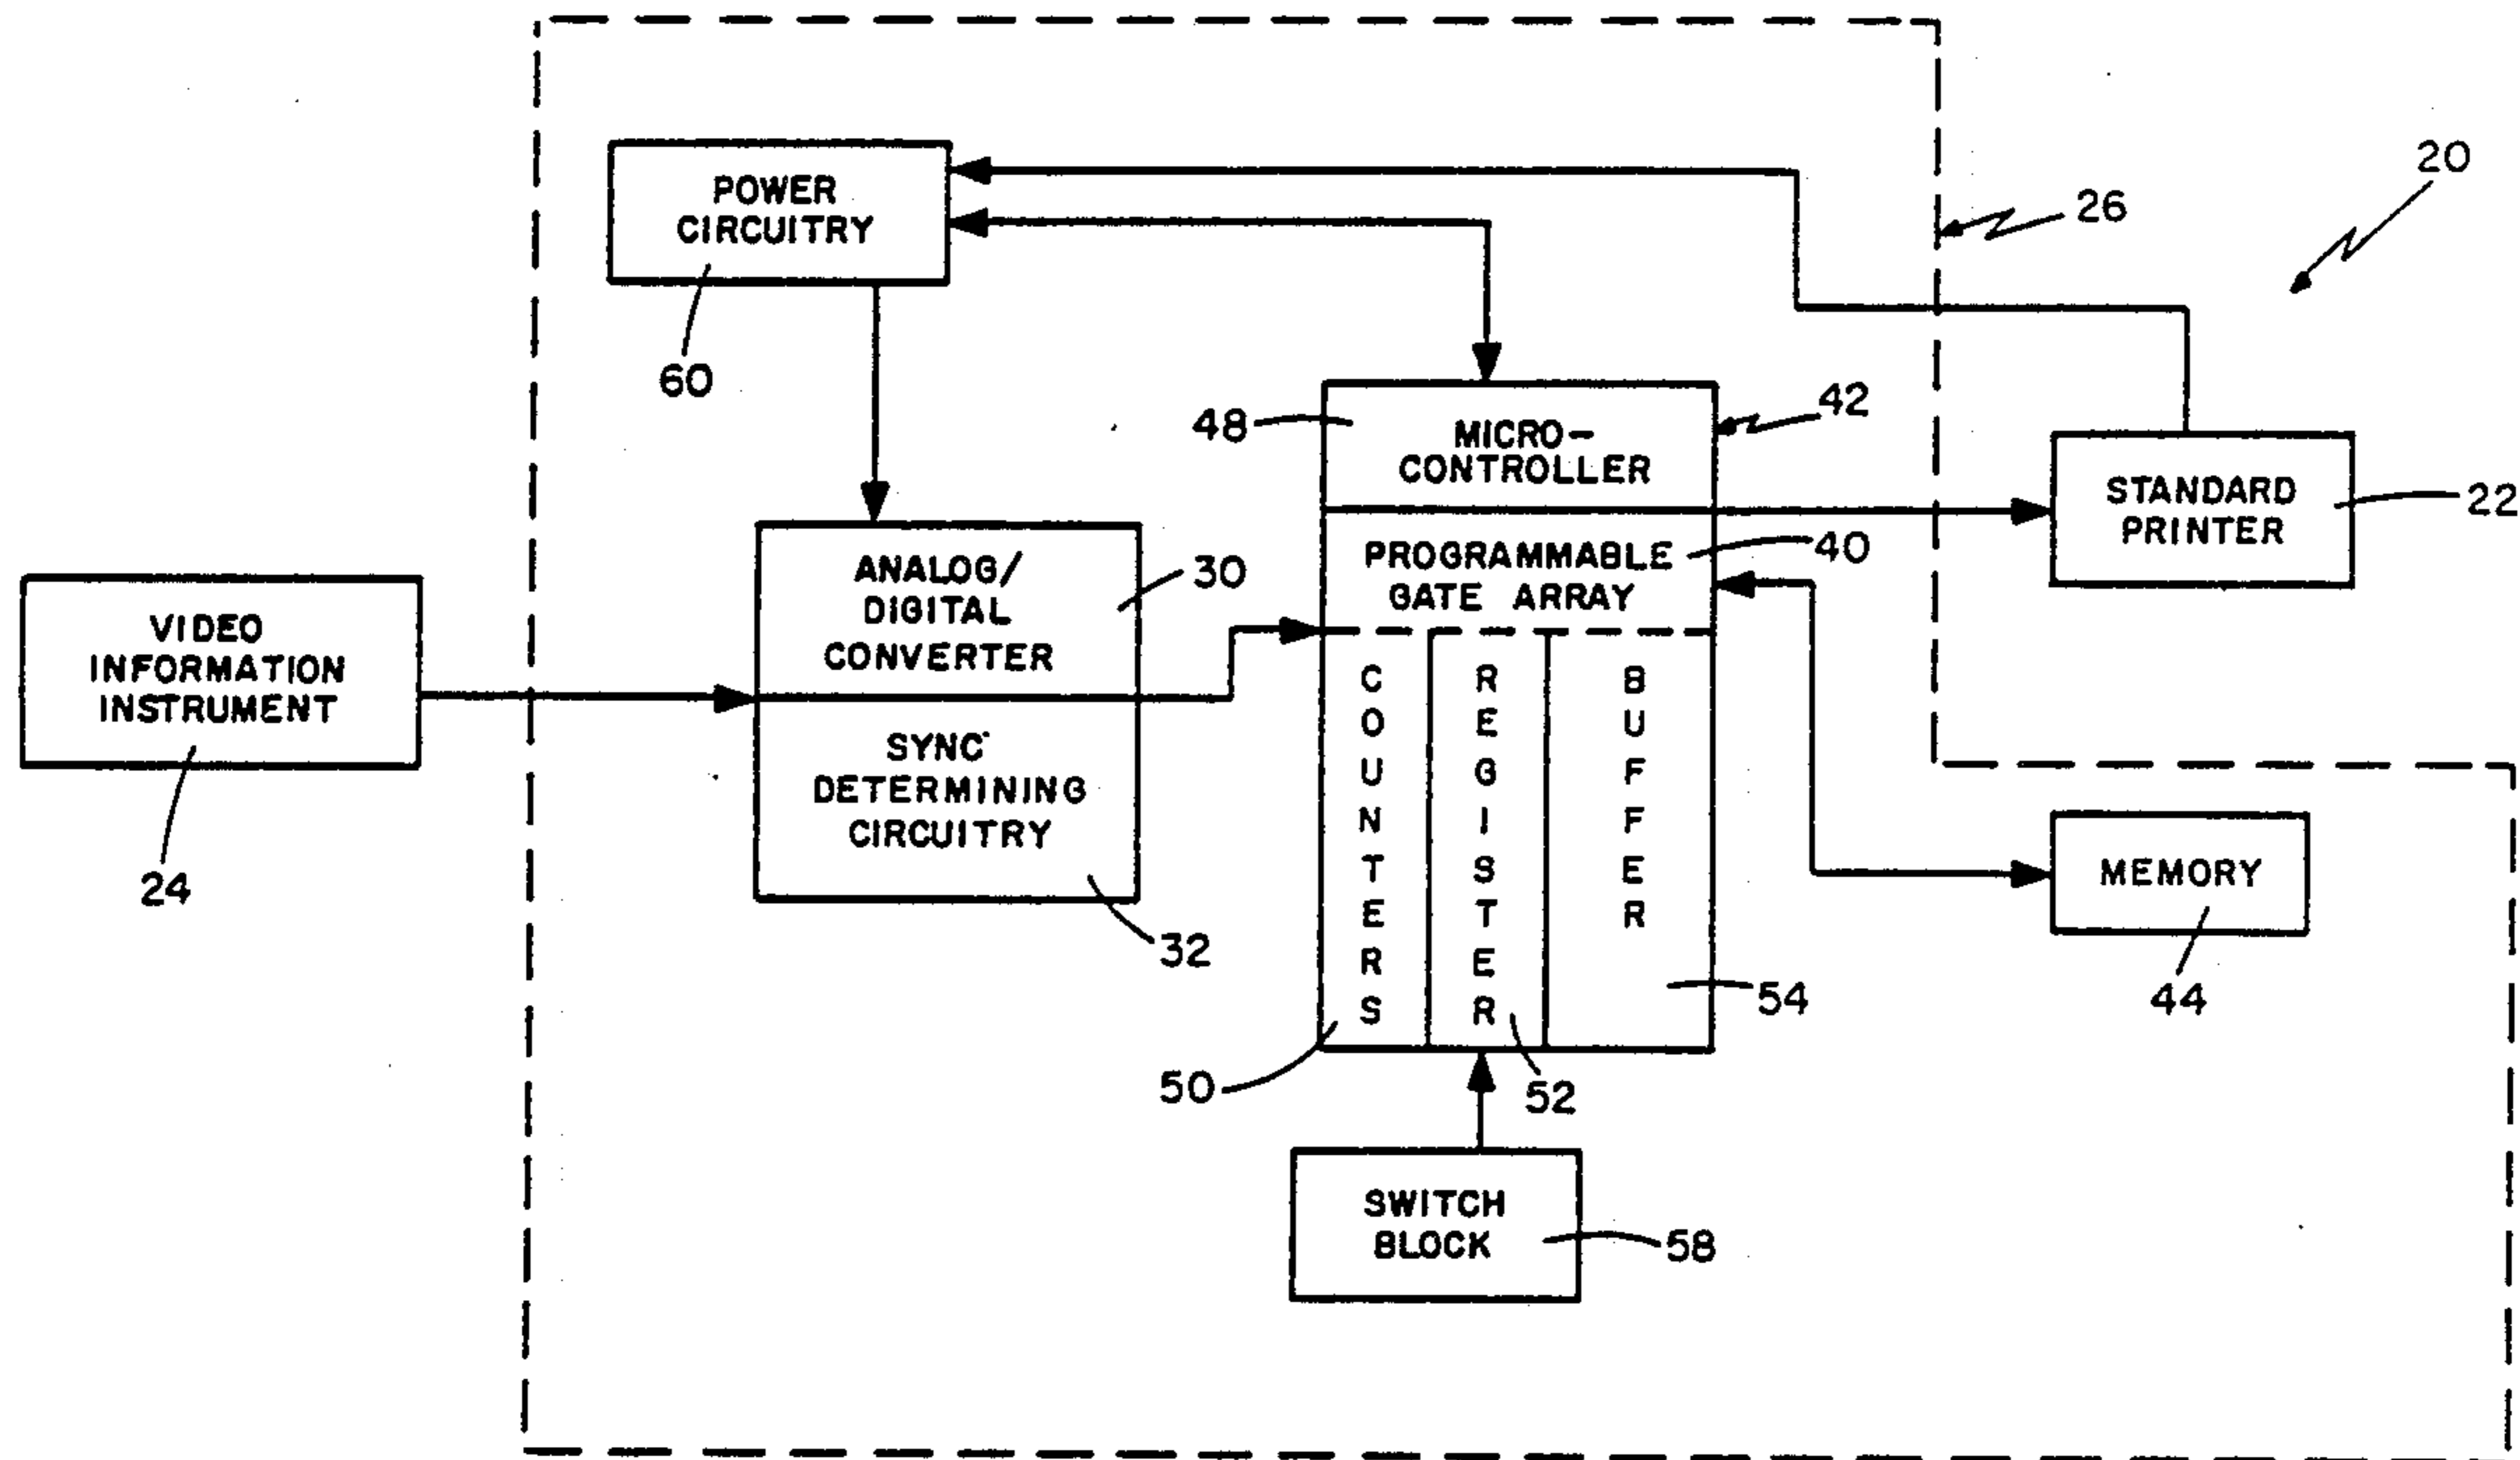 20
26
POWER
CIRCUITRY
60
48
MICRO-
CONTROLLER
42
STANDARD
PRINTER
22
ANALOG/
DIGITAL
CONVERTER
30
PROGRAMMABLE
GATE ARRAY
40
VIDEO
INFORMATION
INSTRUMENT
24
SYNC
DETERMINING
CIRCUITRY
32
COUNTERS
50
REGISTER
52
BUFFER
54
MEMORY
44
SWITCH
BLOCK
58